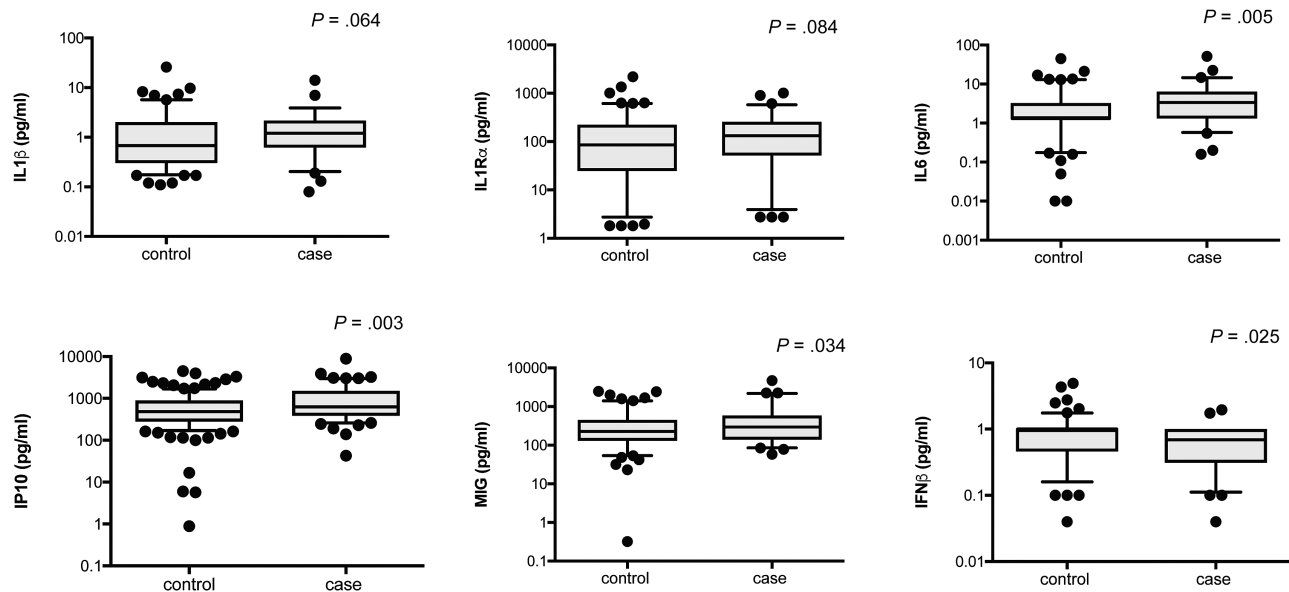 P = .064
IL1β (pg/ml)
100
10
1
0.1
0.01
control case
P = .084
IL1Rα (pg/ml)
10000
1000
100
10
1
control case
P = .005
IL6 (pg/ml)
100
10
1
0.1
0.01
0.001
control case
P = .003
IP10 (pg/ml)
10000
1000
100
10
1
0.1
control case
P = .034
MIG (pg/ml)
10000
1000
100
10
1
0.1
control case
P = .025
IFNβ (pg/ml)
10
1
0.1
0.01
control case